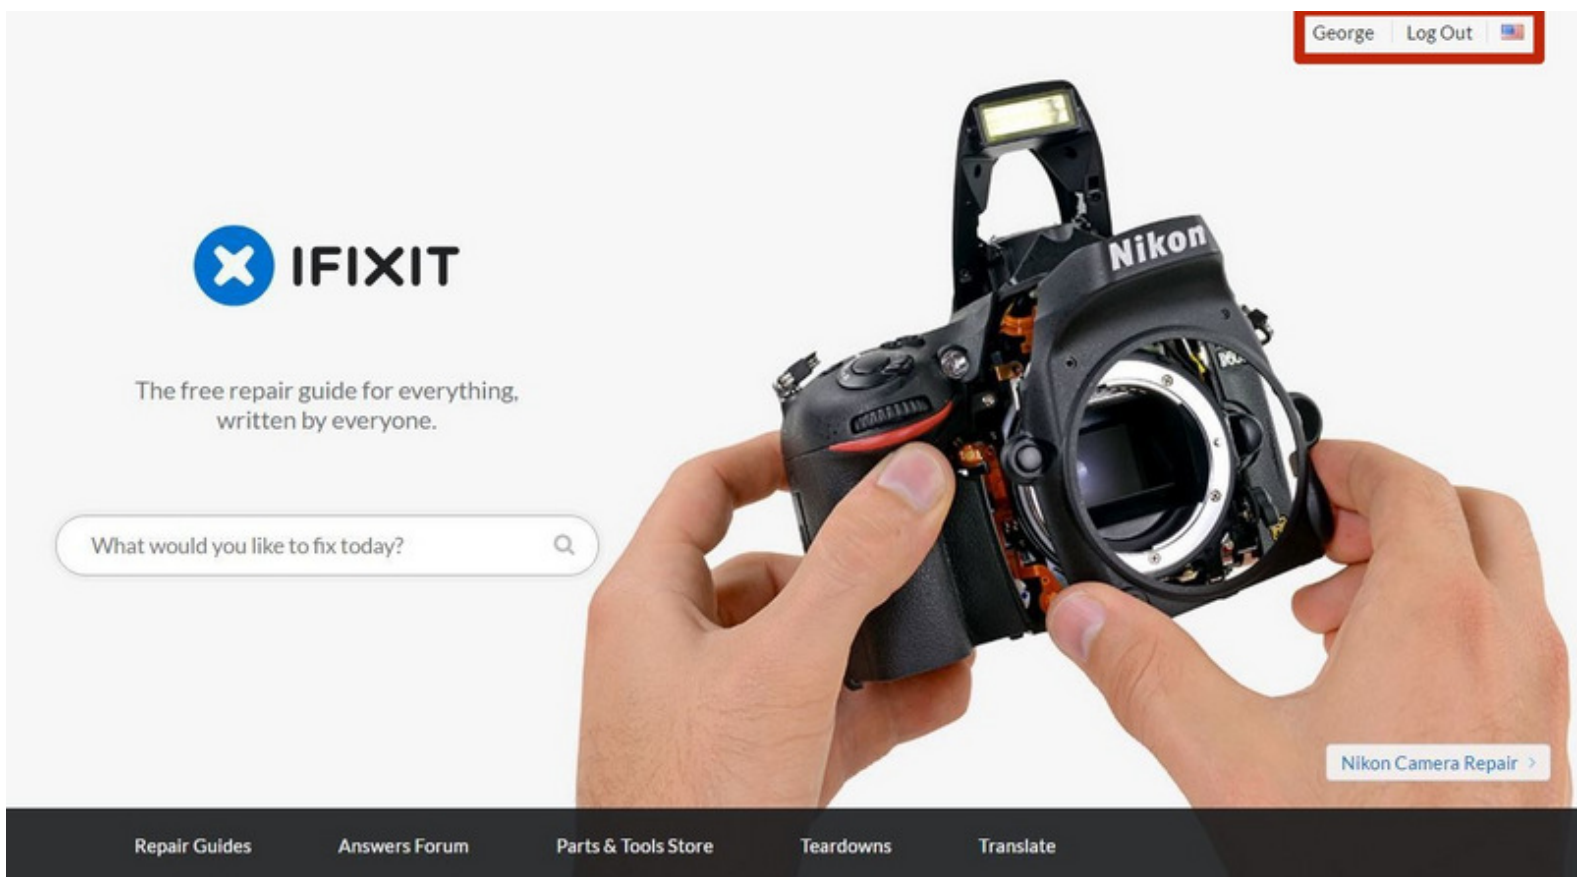 George
Log Out
IFIXIT
Nikon
The free repair guide for everything,
written by everyone.
What would you like to fix today?
Nikon Camera Repair
Repair Guides
Answers Forum
Parts & Tools Store
Teardowns
Translate